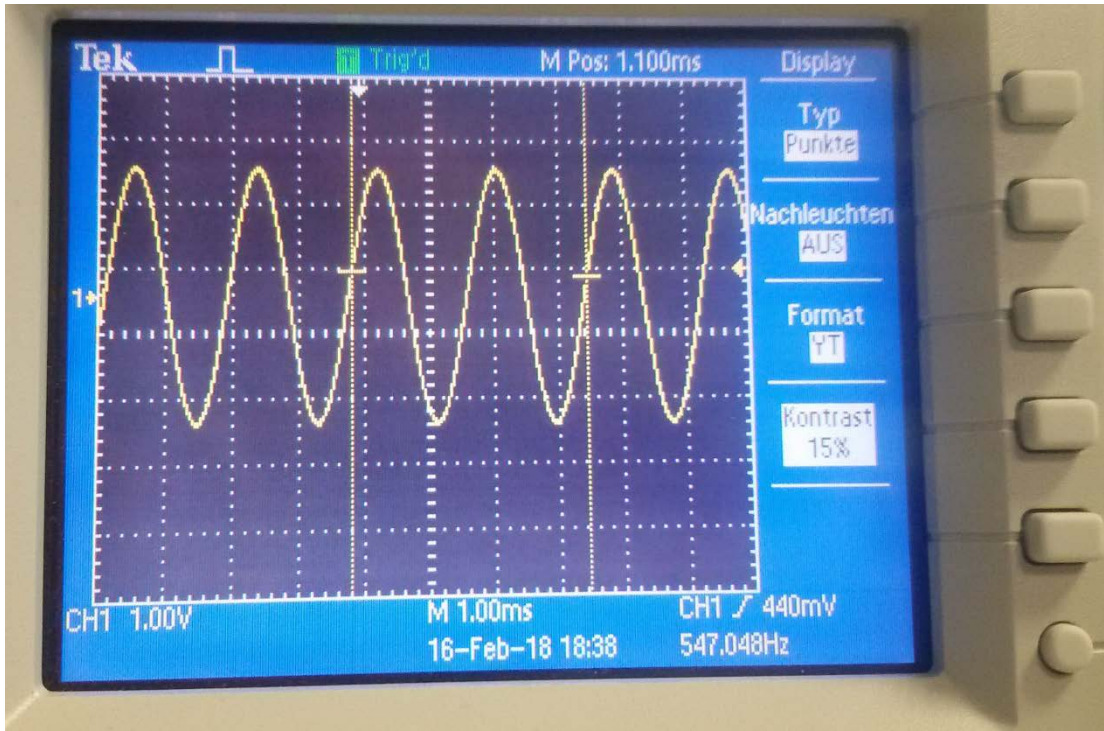 Tek T Trig'd M Pos: 1.100ms Display
Typ
Punkte
Nachleuchten
AUS
1
Format
YT
Kontrast
15%
CH1 1.00V M 1.00ms CH1 440mV
16-Feb-18 18:38 547.048Hz